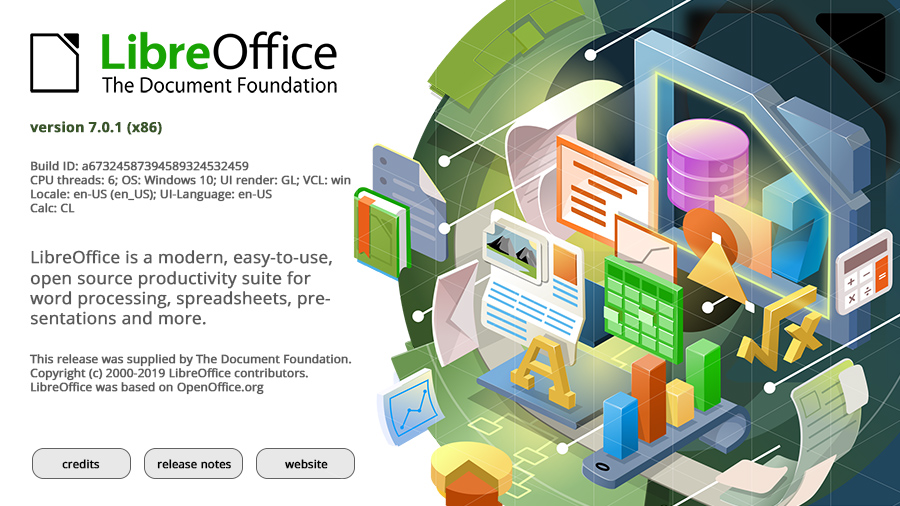 LibreOffice
The Document Foundation
version 7.0.1 (x86)
Build ID: a67324587394589324532459
CPU threads: 6; OS: Windows 10; UI render: GL; VCL: win
Locale: en-US (en_US); UI-Language: en-US
Calc: CL
LibreOffice is a modern, easy-to-use,
open source productivity suite for
word processing, spreadsheets, pre-
sentations and more.
This release was supplied by The Document Foundation.
Copyright (c) 2000-2019 LibreOffice contributors.
LibreOffice was based on OpenOffice.org
credits
release notes
website
A
√x